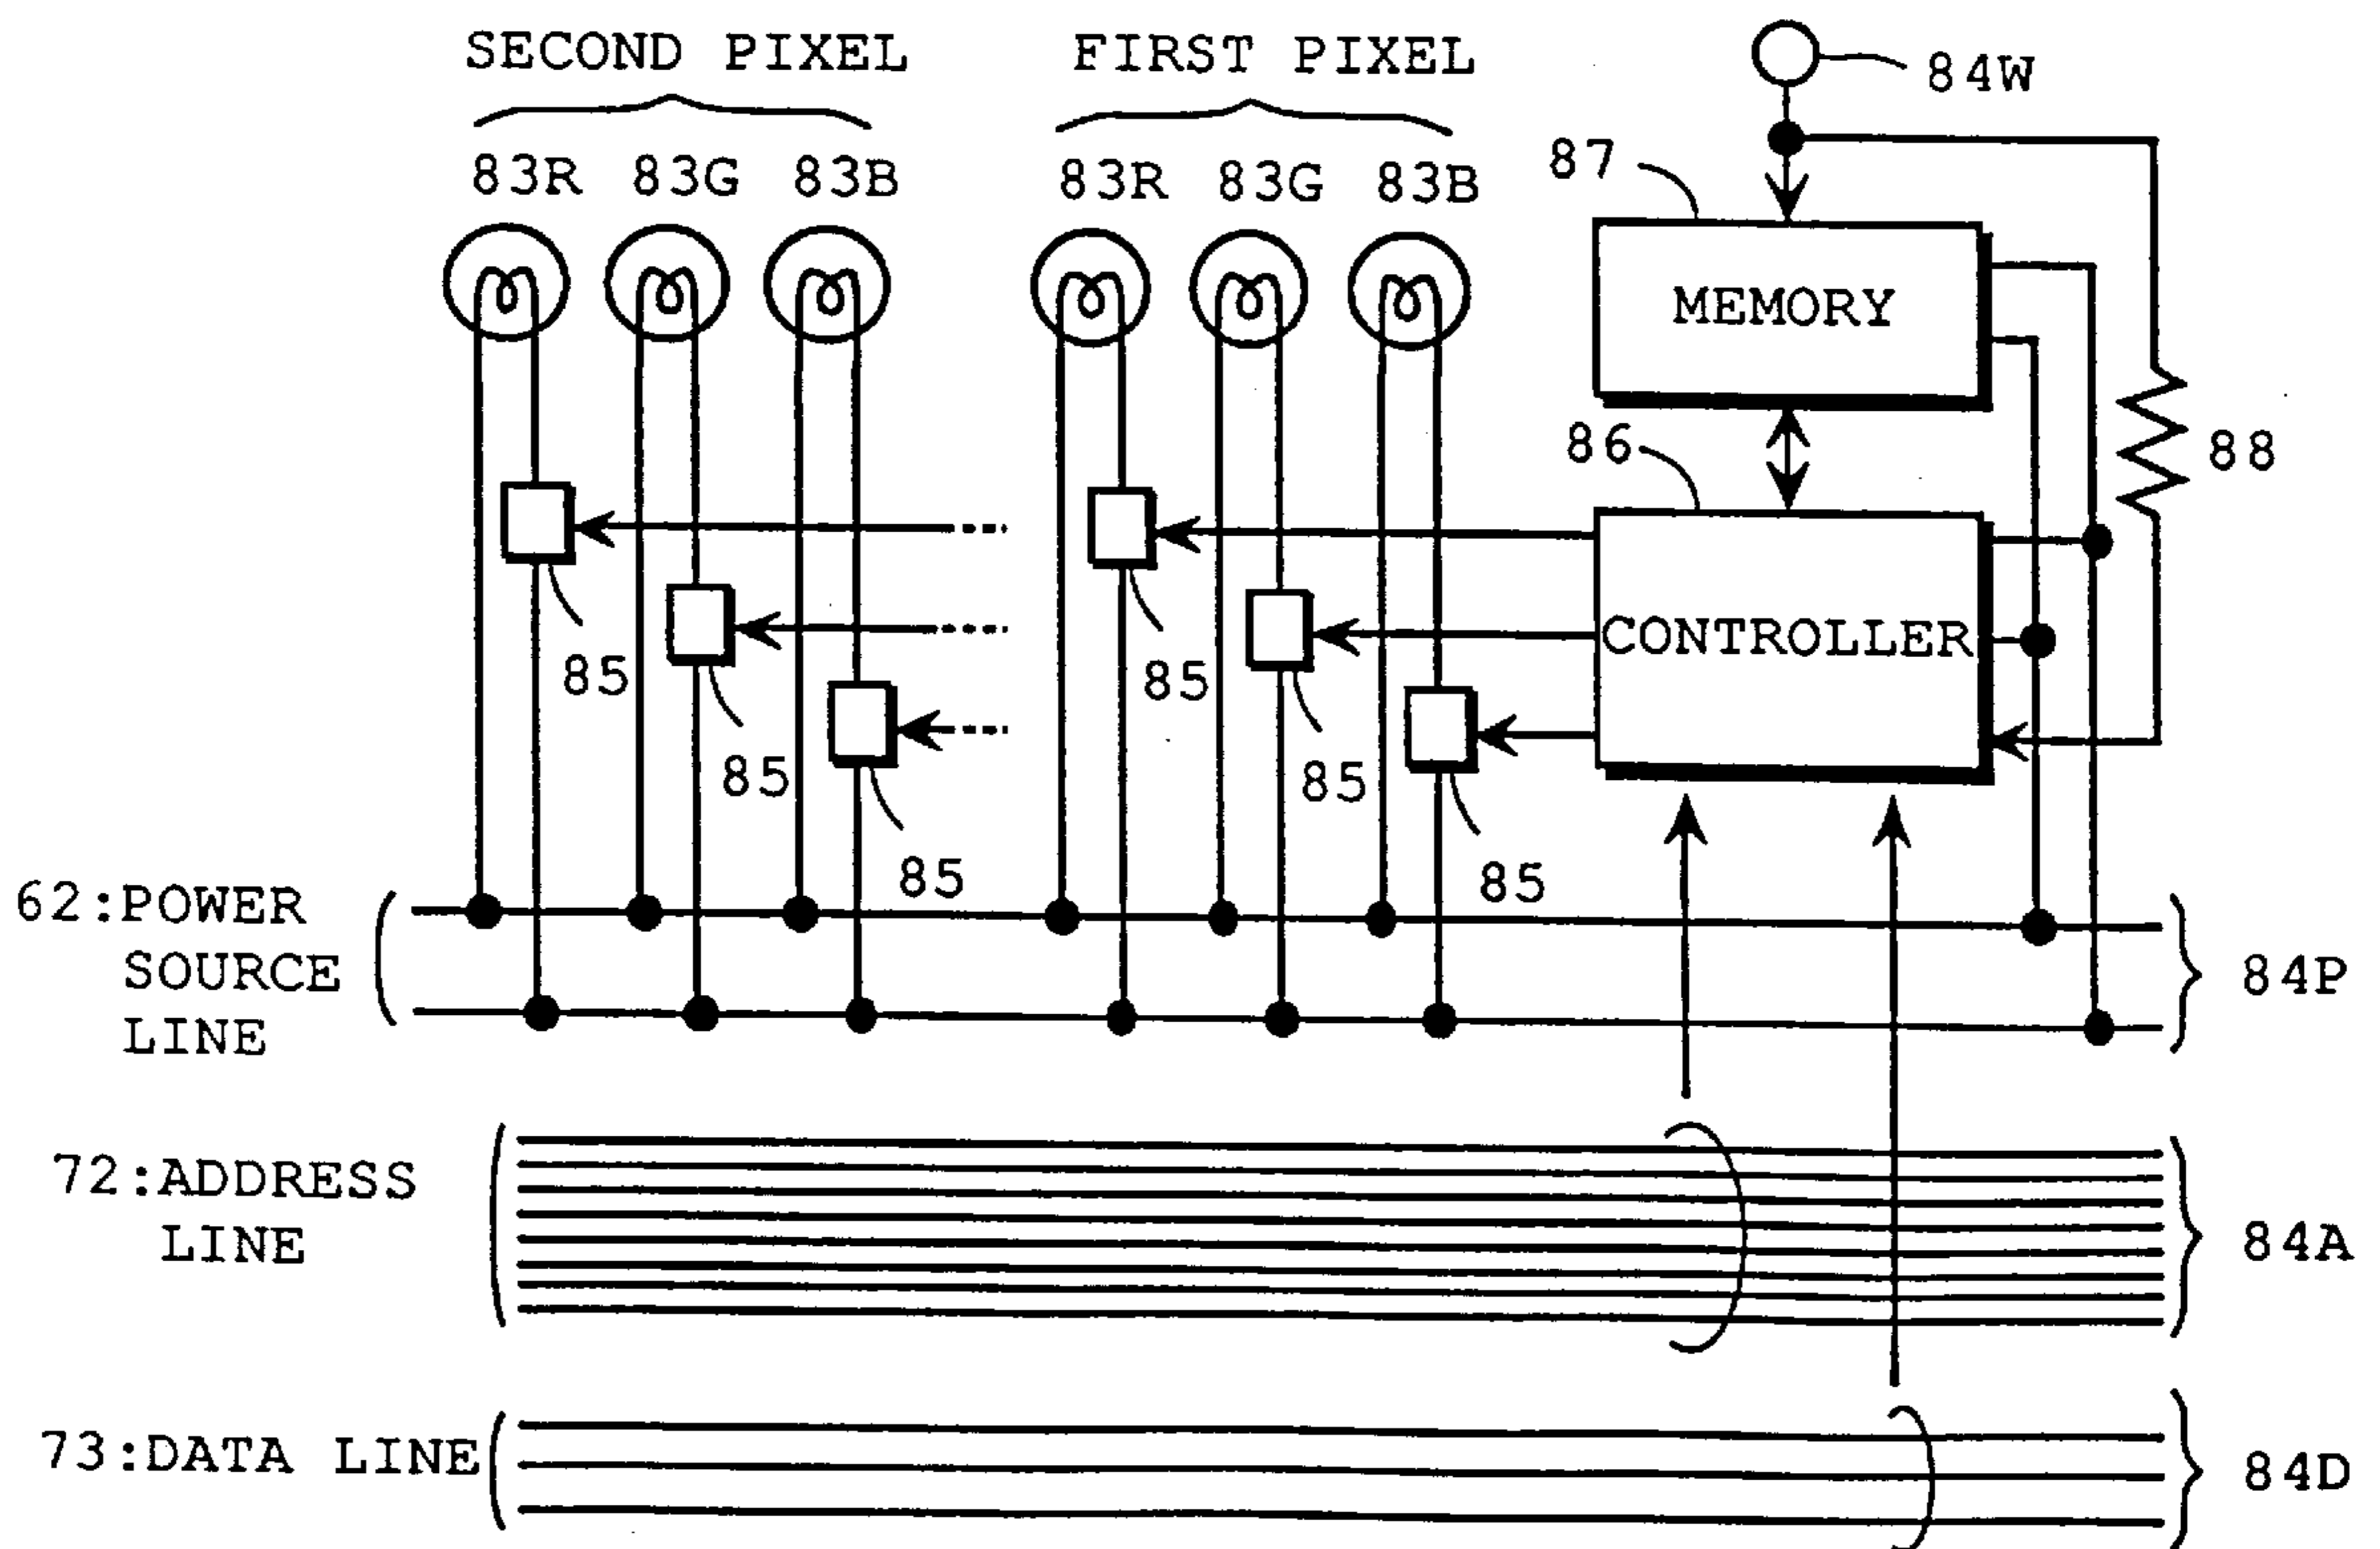 SECOND PIXEL
FIRST PIXEL
84W
83R 83G 83B
83R 83G 83B
87
MEMORY
86
88
CONTROLLER
85
85
85
85
85
85
62:POWER
SOURCE
LINE
84P
72:ADDRESS
LINE
84A
73:DATA LINE
84D